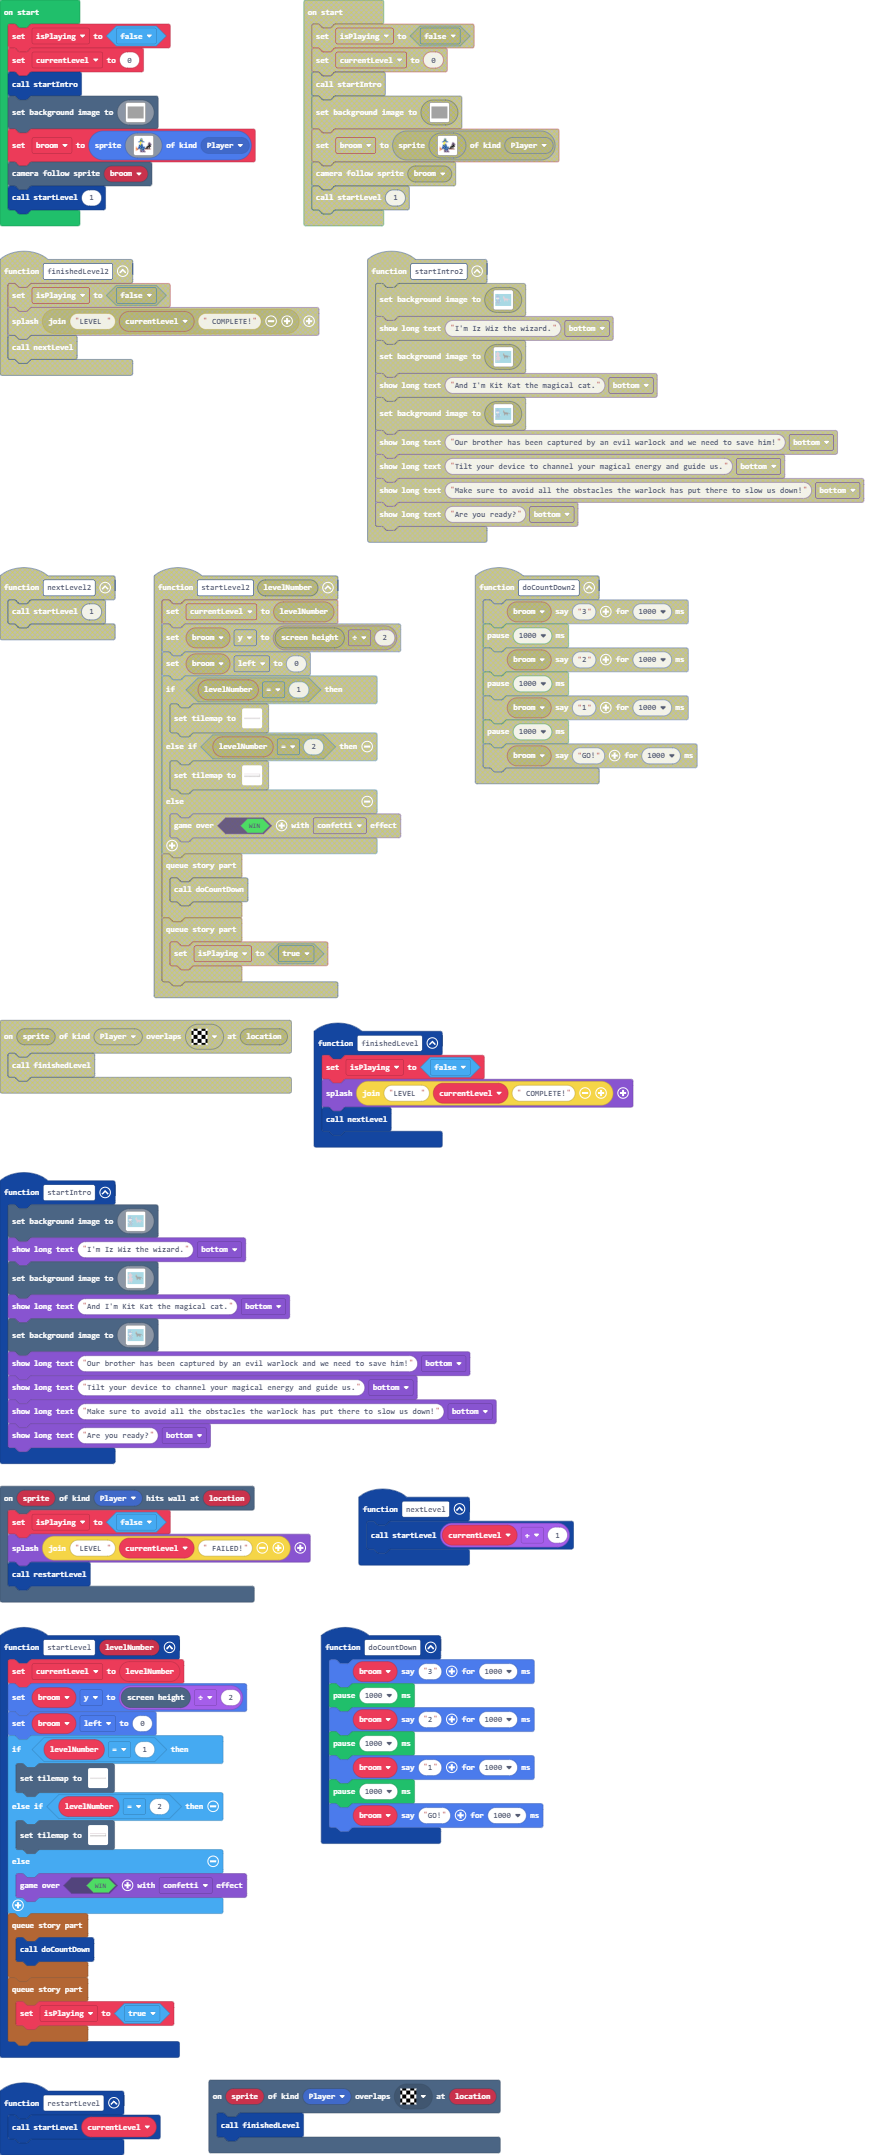 on start
set isPlaying to false
set currentLevel to 0
call startIntro
set background image to
set broom to sprite of kind Player
camera follow sprite broom
call startLevel 1
on start
set isPlaying to false
set currentLevel to 0
call startIntro
set background image to
set broom to sprite of kind Player
camera follow sprite broom
call startLevel 1
function finishedLevel2
set isPlaying to false
splash join "LEVEL " currentLevel " COMPLETE!"
call nextLevel
function startIntro2
set background image to
show long text "I'm Iz Wiz the wizard." bottom
set background image to
show long text "And I'm Kit Kat the magical cat." bottom
set background image to
show long text "Our brother has been captured by an evil warlock and we need to save him!" bottom
show long text "Tilt your device to channel your magical energy and guide us." bottom
show long text "Make sure to avoid all the obstacles the warlock has put there to slow us down!" bottom
show long text "Are you ready?" bottom
function nextLevel2
call startLevel 1
function startLevel2 levelNumber
set currentLevel to levelNumber
set broom y to screen height ÷ 2
set broom left to 0
if levelNumber = 1 then
set tilemap to
else if levelNumber = 2 then
set tilemap to
else
game over WIN with confetti effect
queue story part
call doCountDown
queue story part
set isPlaying to true
function doCountDown2
broom say "3" for 1000 ms
pause 1000 ms
broom say "2" for 1000 ms
pause 1000 ms
broom say "1" for 1000 ms
pause 1000 ms
broom say "GO!" for 1000 ms
on sprite of kind Player overlaps at location
call finishedLevel
function finishedLevel
set isPlaying to false
splash join "LEVEL " currentLevel " COMPLETE!"
call nextLevel
function startIntro
set background image to
show long text "I'm Iz Wiz the wizard." bottom
set background image to
show long text "And I'm Kit Kat the magical cat." bottom
set background image to
show long text "Our brother has been captured by an evil warlock and we need to save him!" bottom
show long text "Tilt your device to channel your magical energy and guide us." bottom
show long text "Make sure to avoid all the obstacles the warlock has put there to slow us down!" bottom
show long text "Are you ready?" bottom
on sprite of kind Player hits wall at location
set isPlaying to false
splash join "LEVEL " currentLevel " FAILED!"
call restartLevel
function nextLevel
call startLevel currentLevel + 1
function startLevel levelNumber
set currentLevel to levelNumber
set broom y to screen height ÷ 2
set broom left to 0
if levelNumber = 1 then
set tilemap to
else if levelNumber = 2 then
set tilemap to
else
game over WIN with confetti effect
queue story part
call doCountDown
queue story part
set isPlaying to true
function doCountDown
broom say "3" for 1000 ms
pause 1000 ms
broom say "2" for 1000 ms
pause 1000 ms
broom say "1" for 1000 ms
pause 1000 ms
broom say "GO!" for 1000 ms
function restartLevel
call startLevel currentLevel
on sprite of kind Player overlaps at location
call finishedLevel